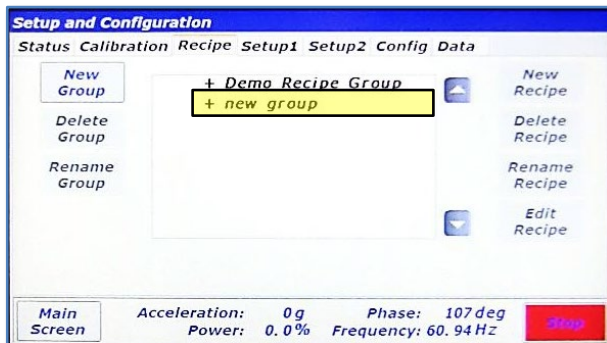 Setup and Configuration
Status Calibration Recipe Setup1 Setup2 Config Data
New
Group
Delete
Group
Rename
Group
+ Demo Recipe Group
+ new group
New
Recipe
Delete
Recipe
Rename
Recipe
Edit
Recipe
Main
Screen
Acceleration: 0 g Phase: 107 deg
Power: 0.0% Frequency: 60.94 Hz
Stop